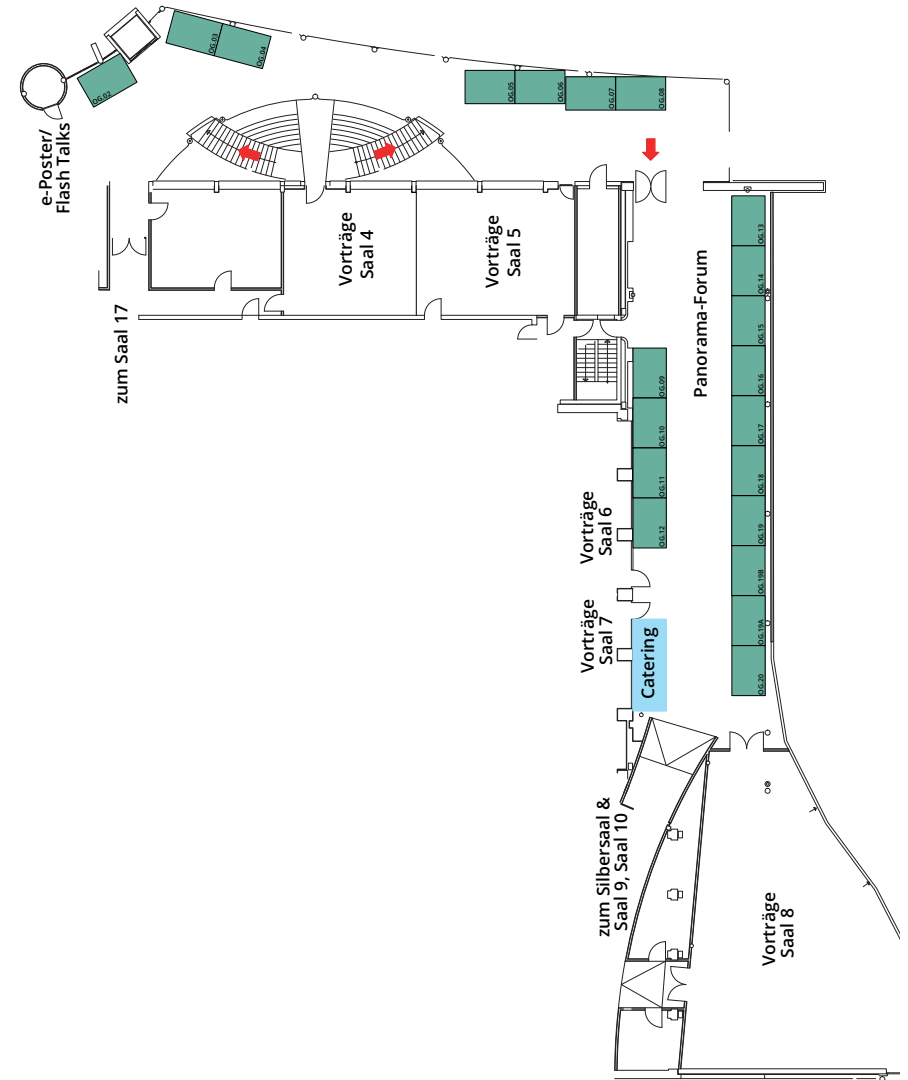 OG.03
OG.04
OG.02
e-Poster/
Flash Talks
OG.05
OG.06
OG.07
OG.08
Vorträge
Saal 4
Vorträge
Saal 5
zum Saal 17
Panorama-Forum
OG.13
OG.14
OG.15
OG.16
OG.17
OG.18
OG.19
OG.19B
OG.19A
OG.20
OG.09
OG.10
OG.11
OG.12
Vorträge
Saal 6
Vorträge
Saal 7
Catering
zum Silbersaal &
Saal 9, Saal 10
Vorträge
Saal 8